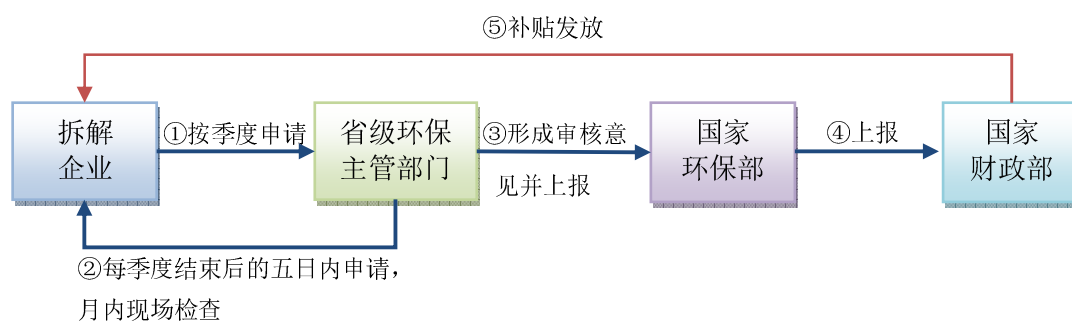 ⑤补贴发放
拆解
企业
①按季度申请
省级环保
主管部门
③形成审核意
见并上报
国家
环保部
④上报
国家
财政部
②每季度结束后的五日内申请，
月内现场检查